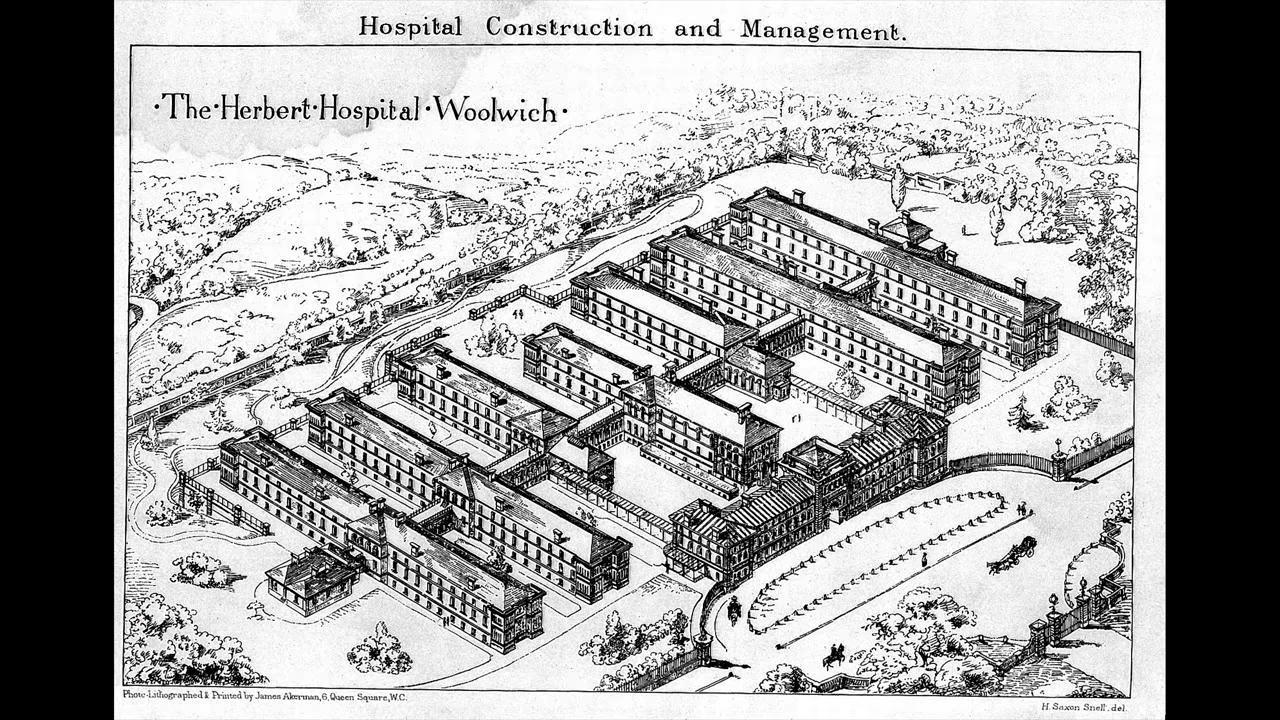 Hospital Construction and Management.
·The·Herbert·Hospital·Woolwich·
Photo-Lithographed & Printed by James Akerman, 6, Queen Square, W.C.
H. Saxon Snell. del.